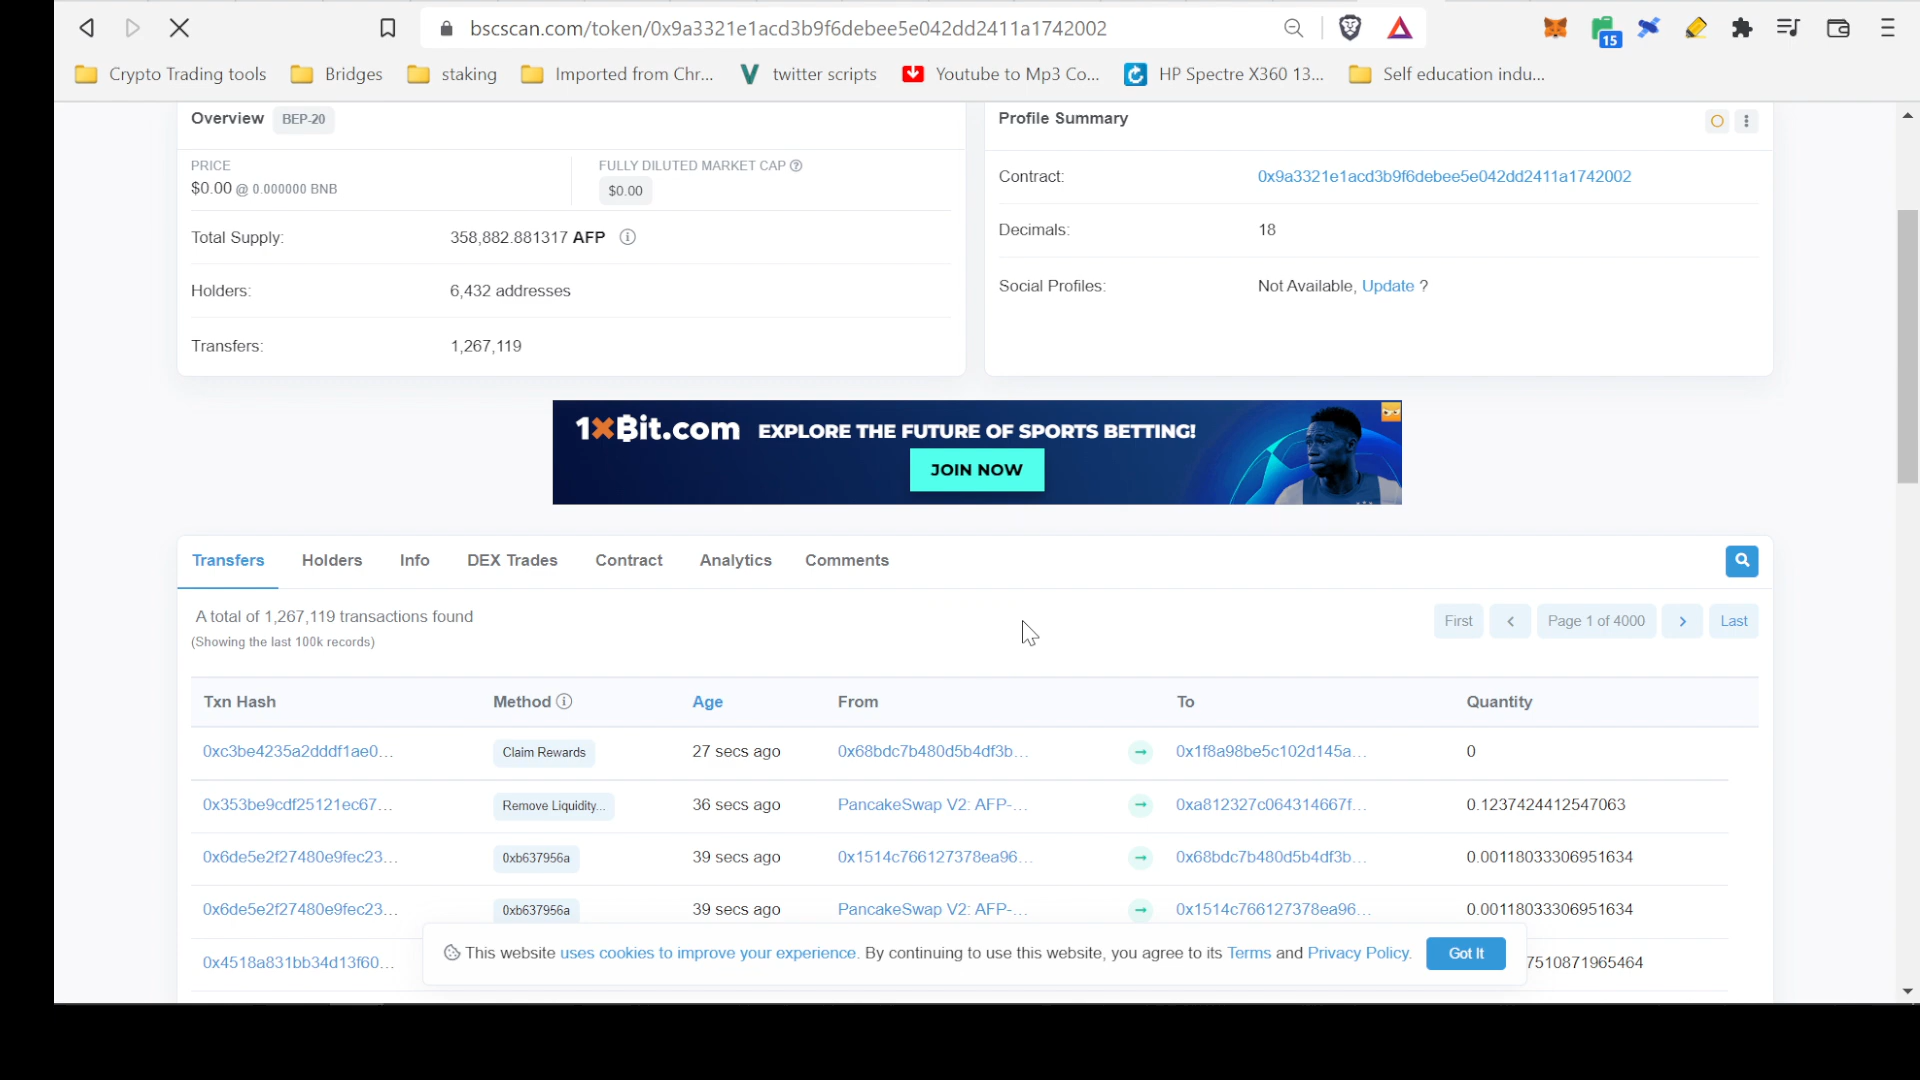 bscscan.com/token/0x9a3321e1acd3b9f6debee5e042dd2411a1742002
15
Crypto Trading tools
Bridges
staking
Imported from Chr...
twitter scripts
Youtube to Mp3 Co...
HP Spectre X360 13...
Self education indu...
Overview BEP-20
PRICE
$0.00 @ 0.000000 BNB
FULLY DILUTED MARKET CAP
$0.00
Total Supply: 358,882.881317 AFP
Holders: 6,432 addresses
Transfers: 1,267,119
Profile Summary
Contract: 0x9a3321e1acd3b9f6debee5e042dd2411a1742002
Decimals: 18
Social Profiles: Not Available, Update ?
1xBit.com EXPLORE THE FUTURE OF SPORTS BETTING!
JOIN NOW
Transfers Holders Info DEX Trades Contract Analytics Comments
A total of 1,267,119 transactions found
(Showing the last 100k records)
First < Page 1 of 4000 > Last
Txn Hash Method Age From To Quantity
0xc3be4235a2dddf1ae0... Claim Rewards 27 secs ago 0x68bdc7b480d5b4df3b... 0x1f8a98be5c102d145a... 0
0x353be9cdf25121ec67... Remove Liquidity... 36 secs ago PancakeSwap V2: AFP-... 0xa812327c064314667f... 0.1237424412547063
0x6de5e2f27480e9fec23... 0xb637956a 39 secs ago 0x1514c766127378ea96... 0x68bdc7b480d5b4df3b... 0.00118033306951634
0x6de5e2f27480e9fec23... 0xb637956a 39 secs ago PancakeSwap V2: AFP-... 0x1514c766127378ea96... 0.00118033306951634
0x4518a831bb34d13f60... 7510871965464
This website uses cookies to improve your experience. By continuing to use this website, you agree to its Terms and Privacy Policy. Got It